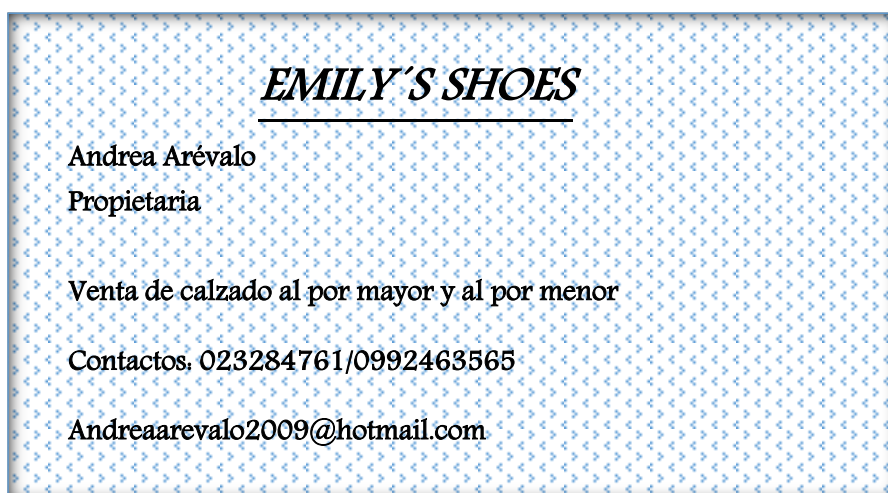 EMILY´S SHOES
Andrea Arévalo
Propietaria
Venta de calzado al por mayor y al por menor
Contactos: 023284761/0992463565
Andreaarevalo2009@hotmail.com